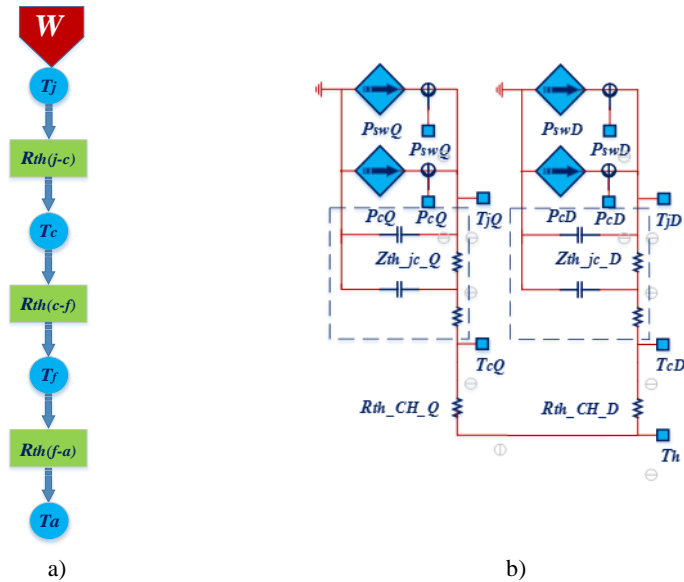 W
Tj
Rth(j-c)
Tc
Rth(c-f)
Tf
Rth(f-a)
Ta
a)
PswQ
PswQ
PcQ
PcQ
TjQ
Zth_jc_Q
TcQ
Rth_CH_Q
PswD
PswD
PcD
PcD
TjD
Zth_jc_D
TcD
Rth_CH_D
Th
b)